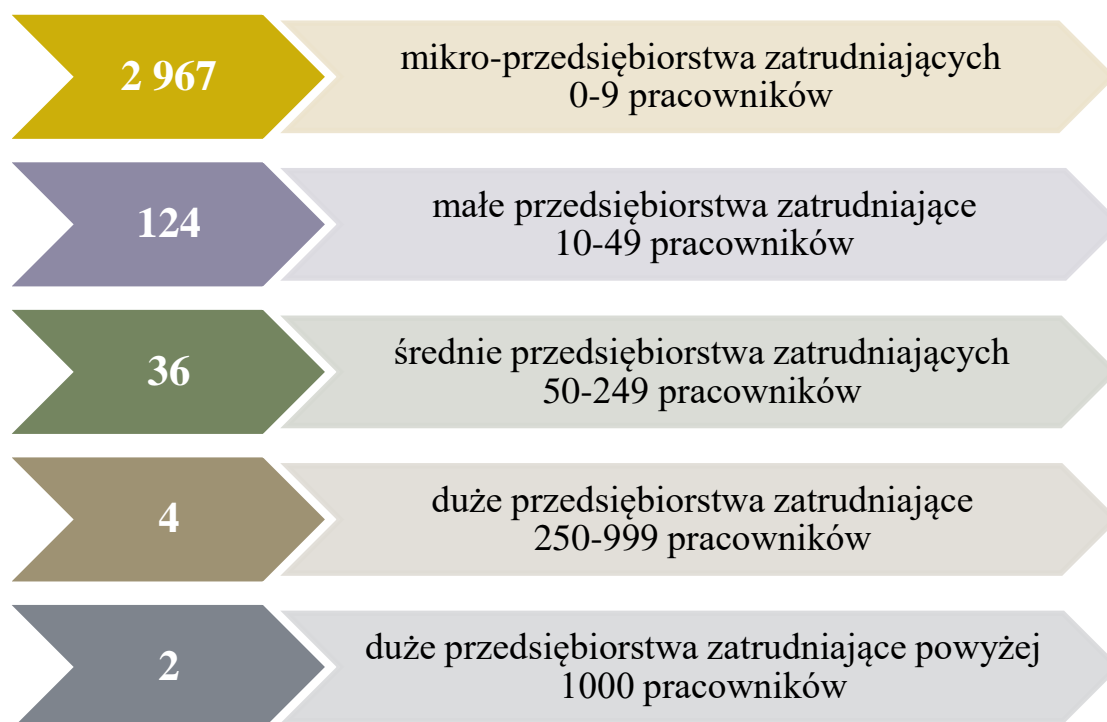 2 967
mikro-przedsiębiorstwa zatrudniających
0-9 pracowników
124
małe przedsiębiorstwa zatrudniające
10-49 pracowników
36
średnie przedsiębiorstwa zatrudniających
50-249 pracowników
4
duże przedsiębiorstwa zatrudniające
250-999 pracowników
2
duże przedsiębiorstwa zatrudniające powyżej
1000 pracowników